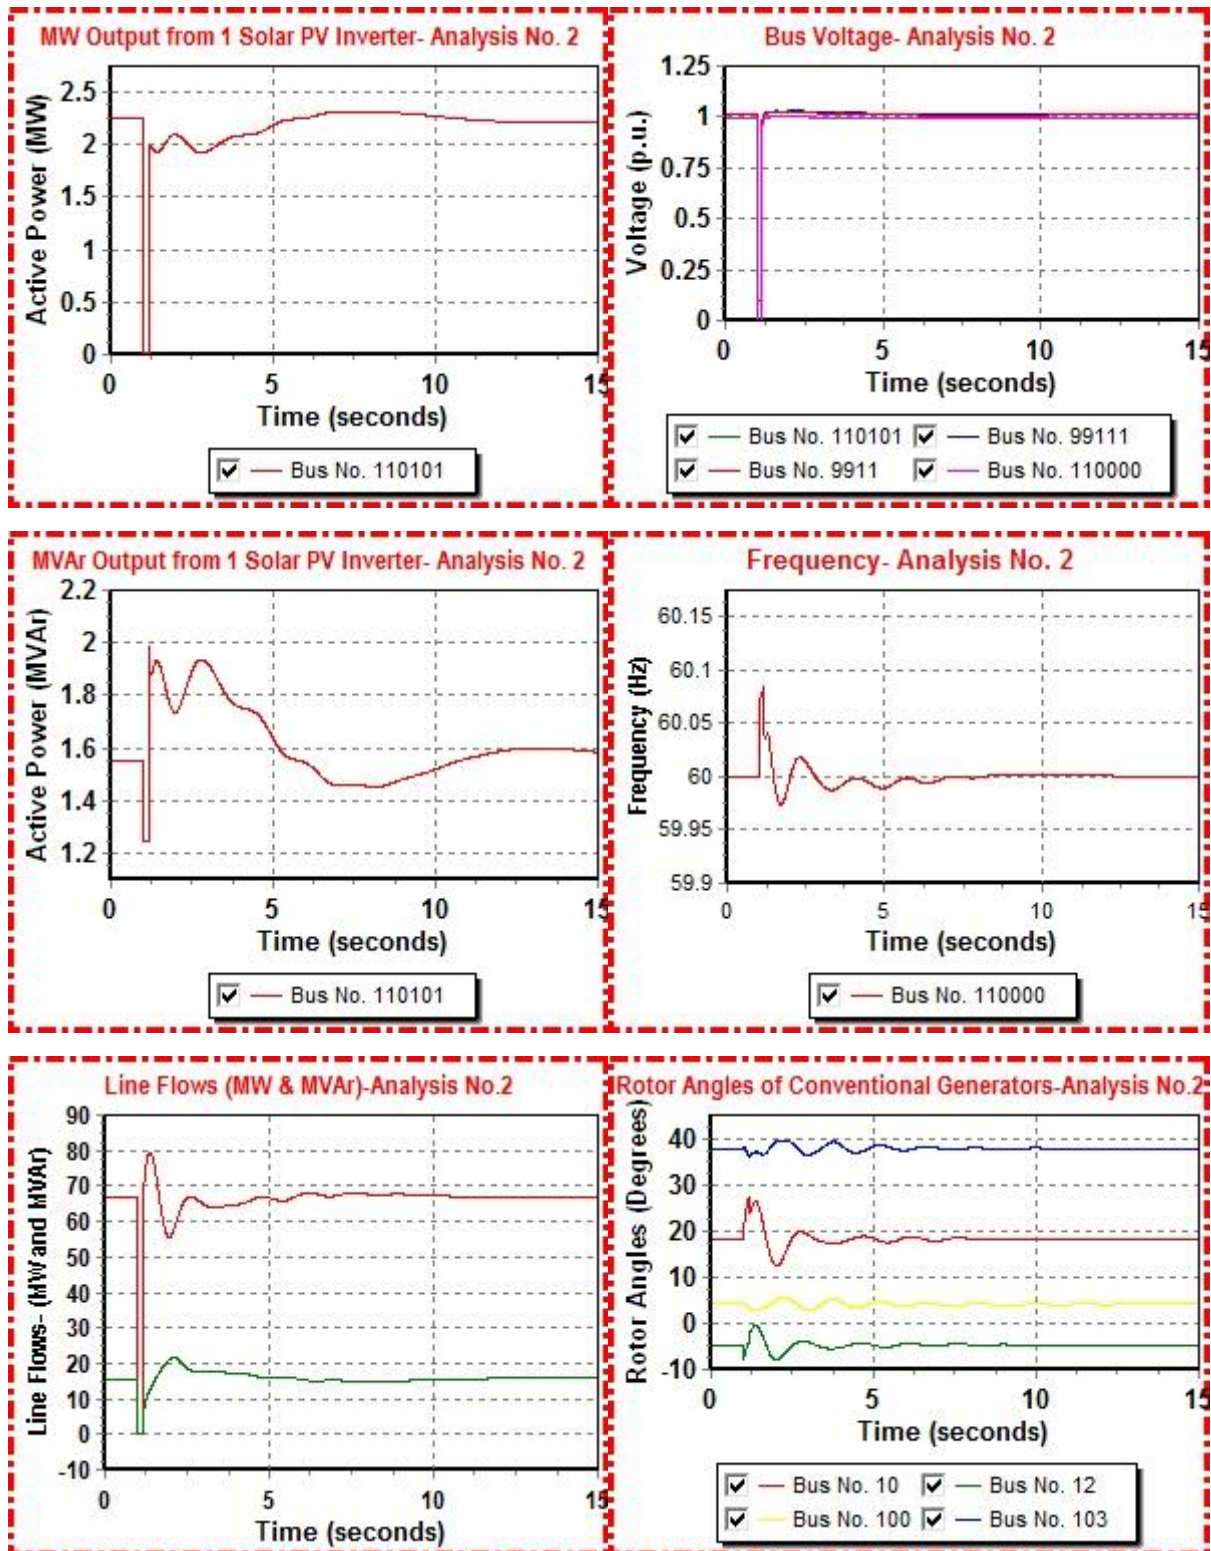 MW Output from 1 Solar PV Inverter- Analysis No. 2
Active Power (MW)
2.5
2
1.5
1
0.5
0
0 5 10 15
Time (seconds)
Bus No. 110101
Bus Voltage- Analysis No. 2
Voltage (p.u.)
1.25
1
0.75
0.5
0.25
0
0 5 10 15
Time (seconds)
Bus No. 110101 Bus No. 99111
Bus No. 9911 Bus No. 110000
MVAr Output from 1 Solar PV Inverter- Analysis No. 2
Active Power (MVAr)
2.2
2
1.8
1.6
1.4
1.2
0 5 10 15
Time (seconds)
Bus No. 110101
Frequency- Analysis No. 2
Frequency (Hz)
60.15
60.1
60.05
60
59.95
59.9
0 5 10 15
Time (seconds)
Bus No. 110000
Line Flows (MW & MVAr)-Analysis No.2
Line Flows- (MW and MVAr)
90
80
70
60
50
40
30
20
10
0
-10
0 5 10 15
Time (seconds)
Rotor Angles of Conventional Generators-Analysis No.2
Rotor Angles (Degrees)
40
30
20
10
0
-10
0 5 10 15
Time (seconds)
Bus No. 10 Bus No. 12
Bus No. 100 Bus No. 103